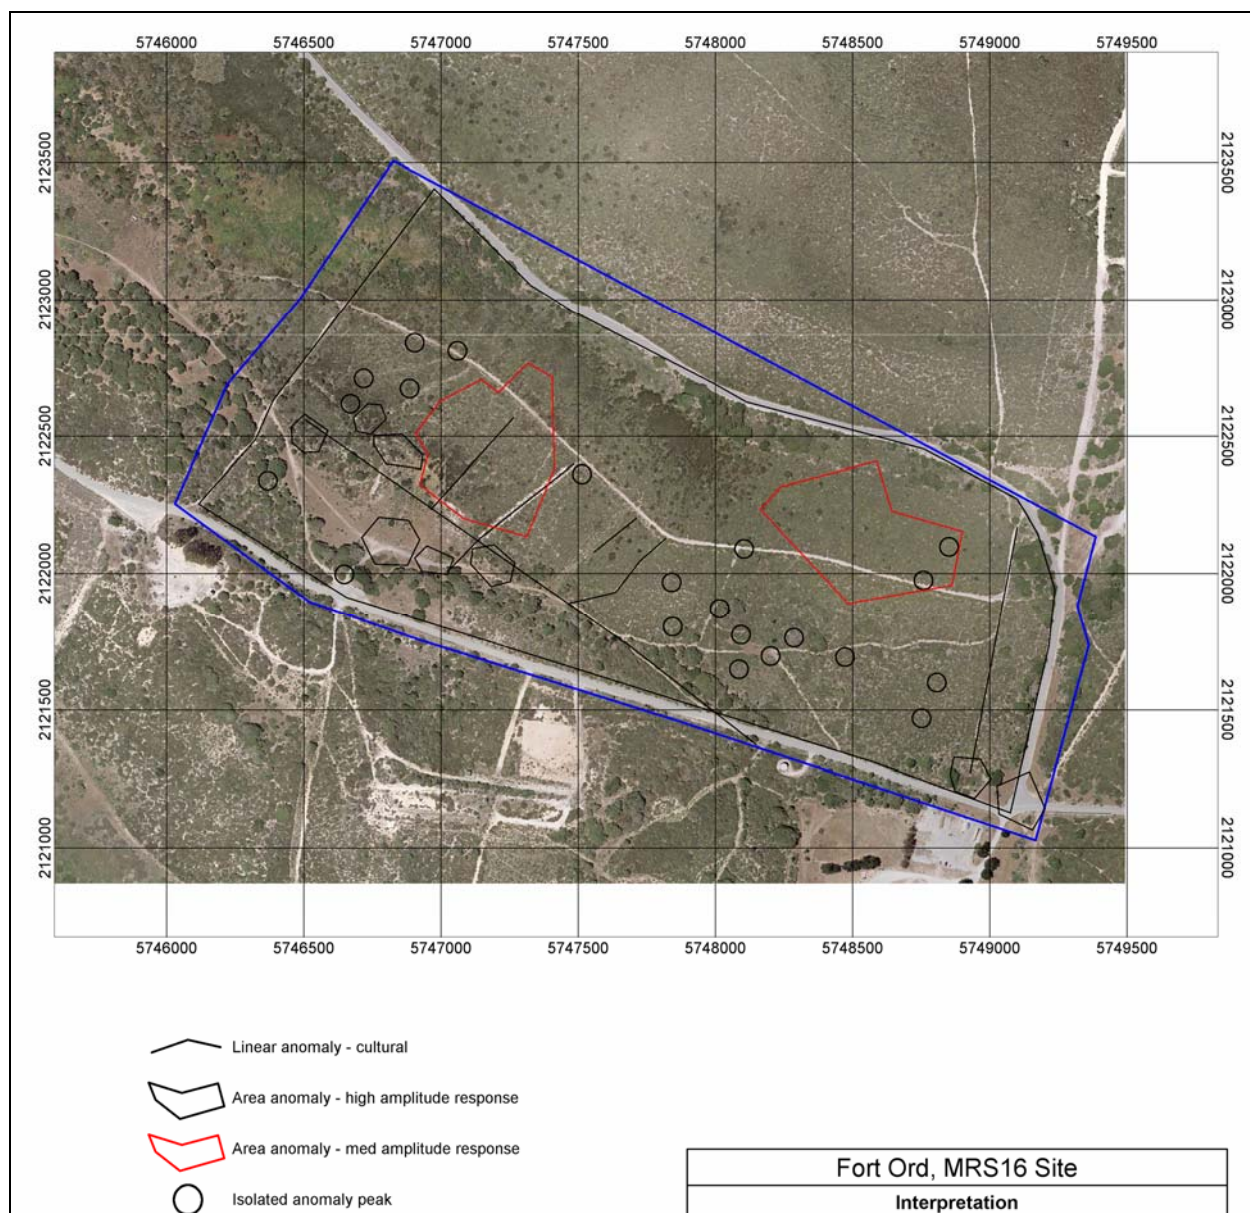 5746000 5746500 5747000 5747500 5748000 5748500 5749000 5749500
2123500 2123500
2123000 2123000
2122500 2122500
2122000 2122000
2121500 2121500
2121000 2121000
5746000 5746500 5747000 5747500 5748000 5748500 5749000 5749500
Linear anomaly - cultural
Area anomaly - high amplitude response
Area anomaly - med amplitude response
Isolated anomaly peak
Fort Ord, MRS16 Site
Interpretation